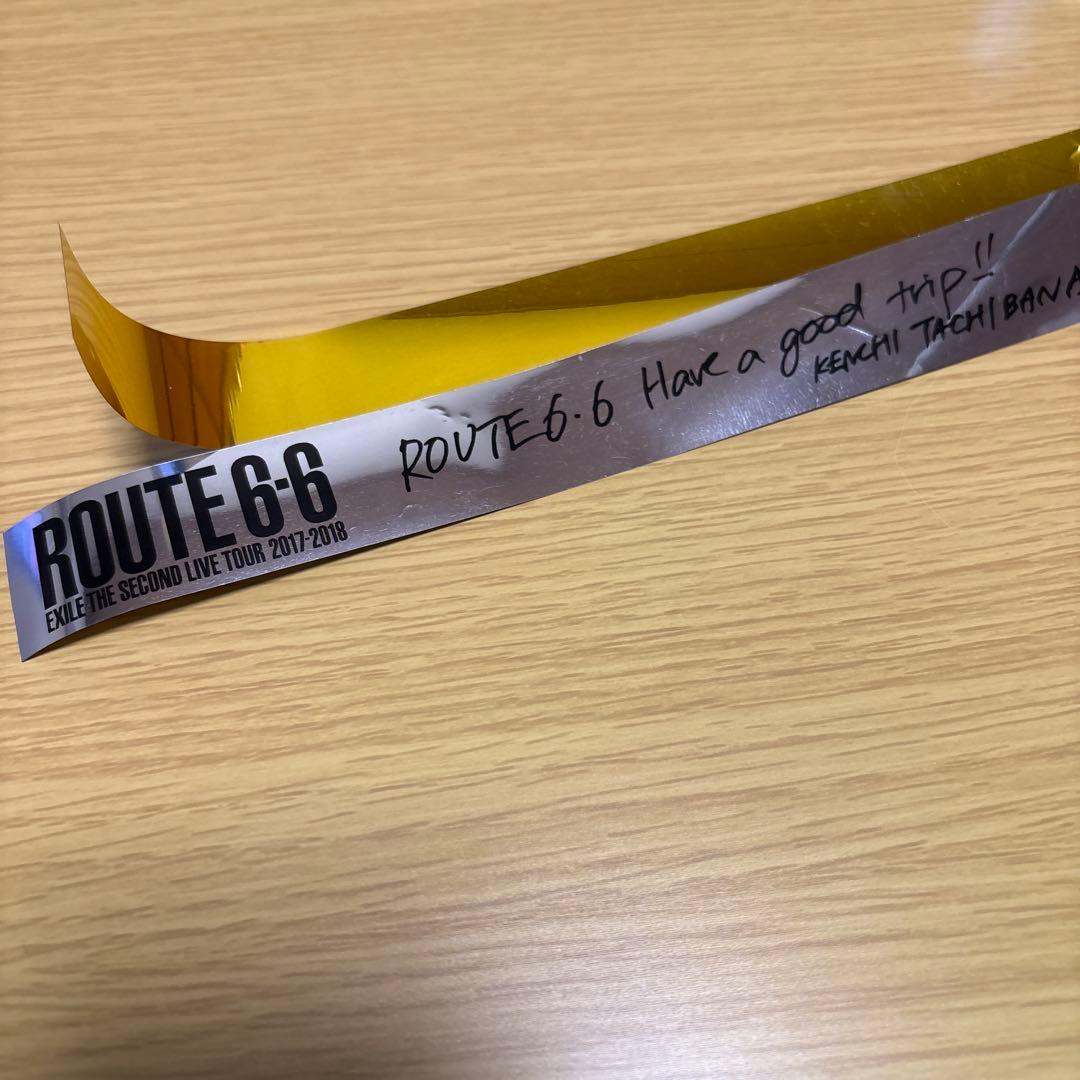 ROUTE 6-6
EXILE THE SECOND LIVE TOUR 2017-2018
ROUTE 6・6 Have a good trip!!
KENCHI TACHIBANA